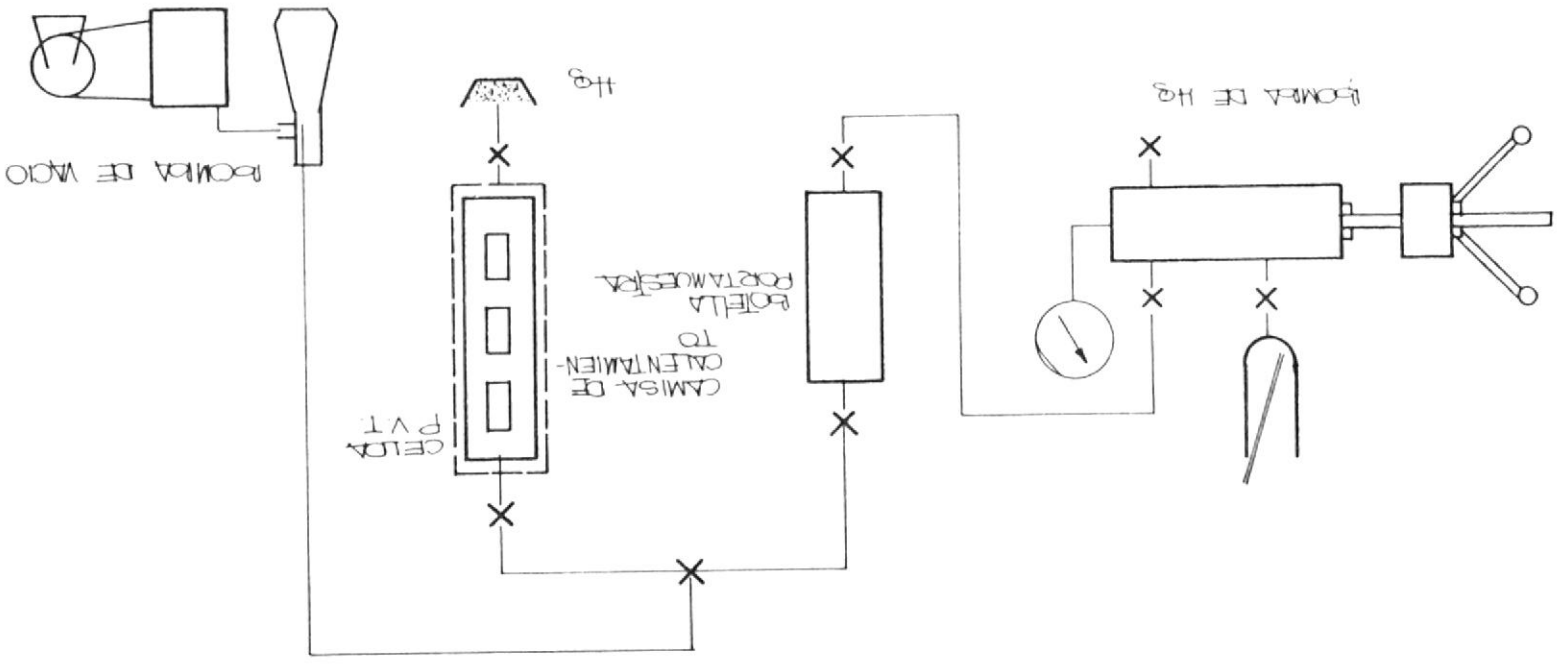 CELDA
P.V.T.
CAMISA DE
CALENTAMIEN-
TO
BOTELLA
PORTAMUESTRA
BOMBA DE VACIO
BOMBA DE Hg
Hg